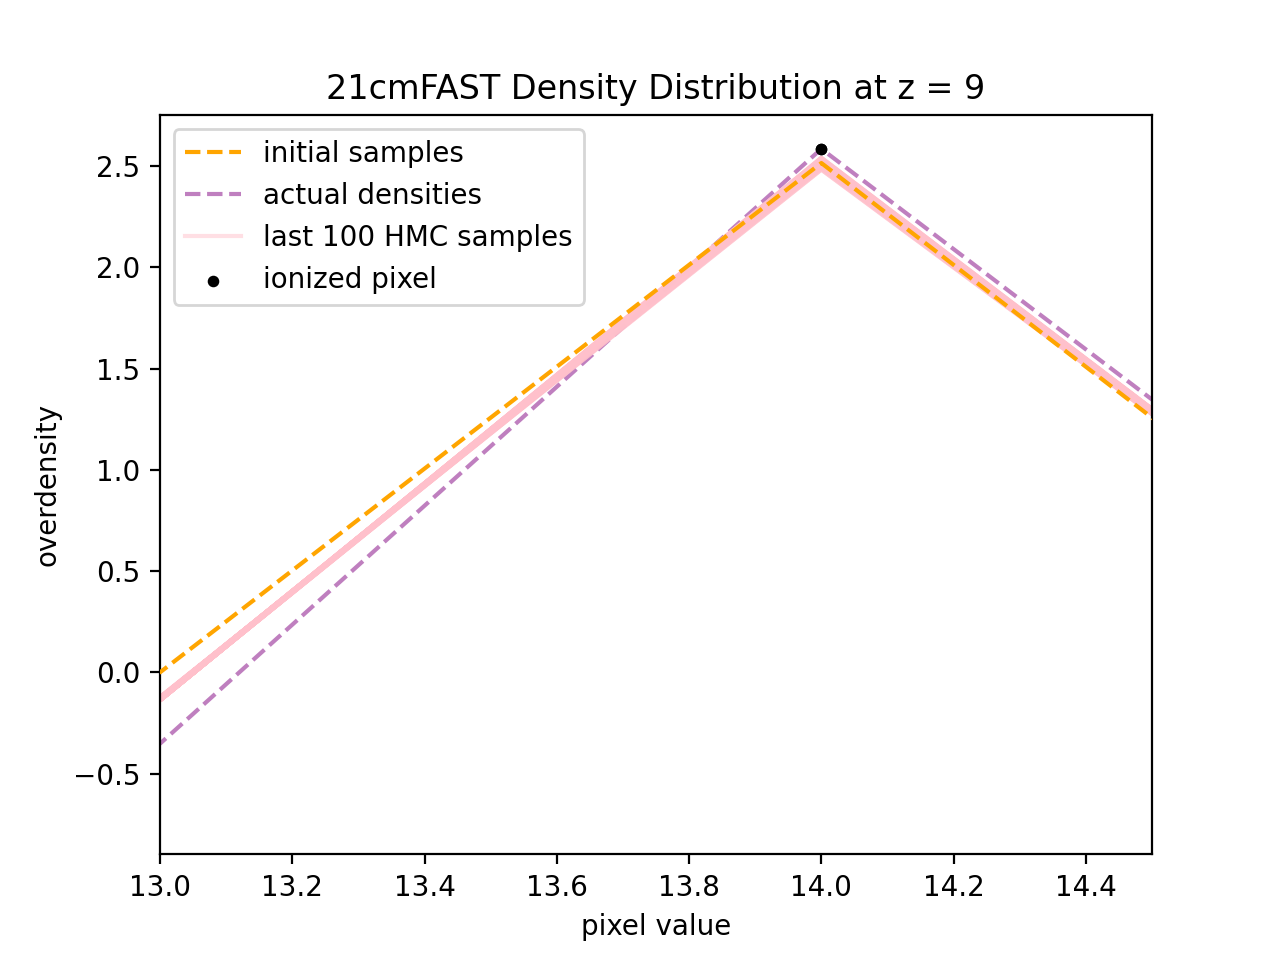 21cmFAST Density Distribution at z = 9
initial samples
actual densities
last 100 HMC samples
ionized pixel
2.5
2.0
1.5
1.0
0.5
0.0
−0.5
overdensity
13.0 13.2 13.4 13.6 13.8 14.0 14.2 14.4
pixel value